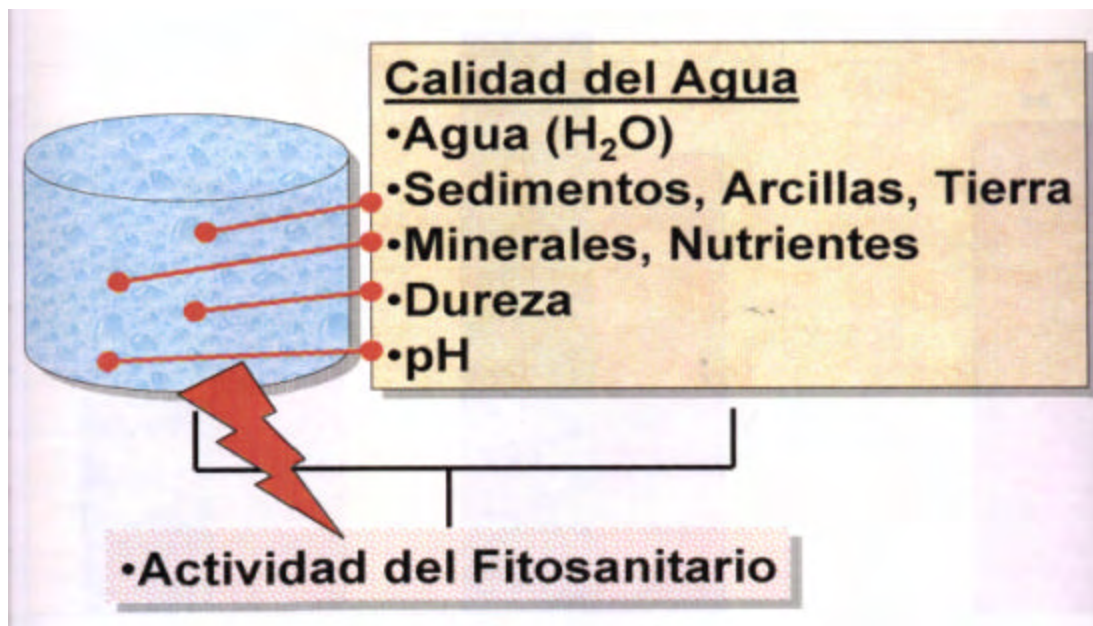 Calidad del Agua
•Agua (H₂O)
•Sedimentos, Arcillas, Tierra
•Minerales, Nutrientes
•Dureza
•pH
•Actividad del Fitosanitario